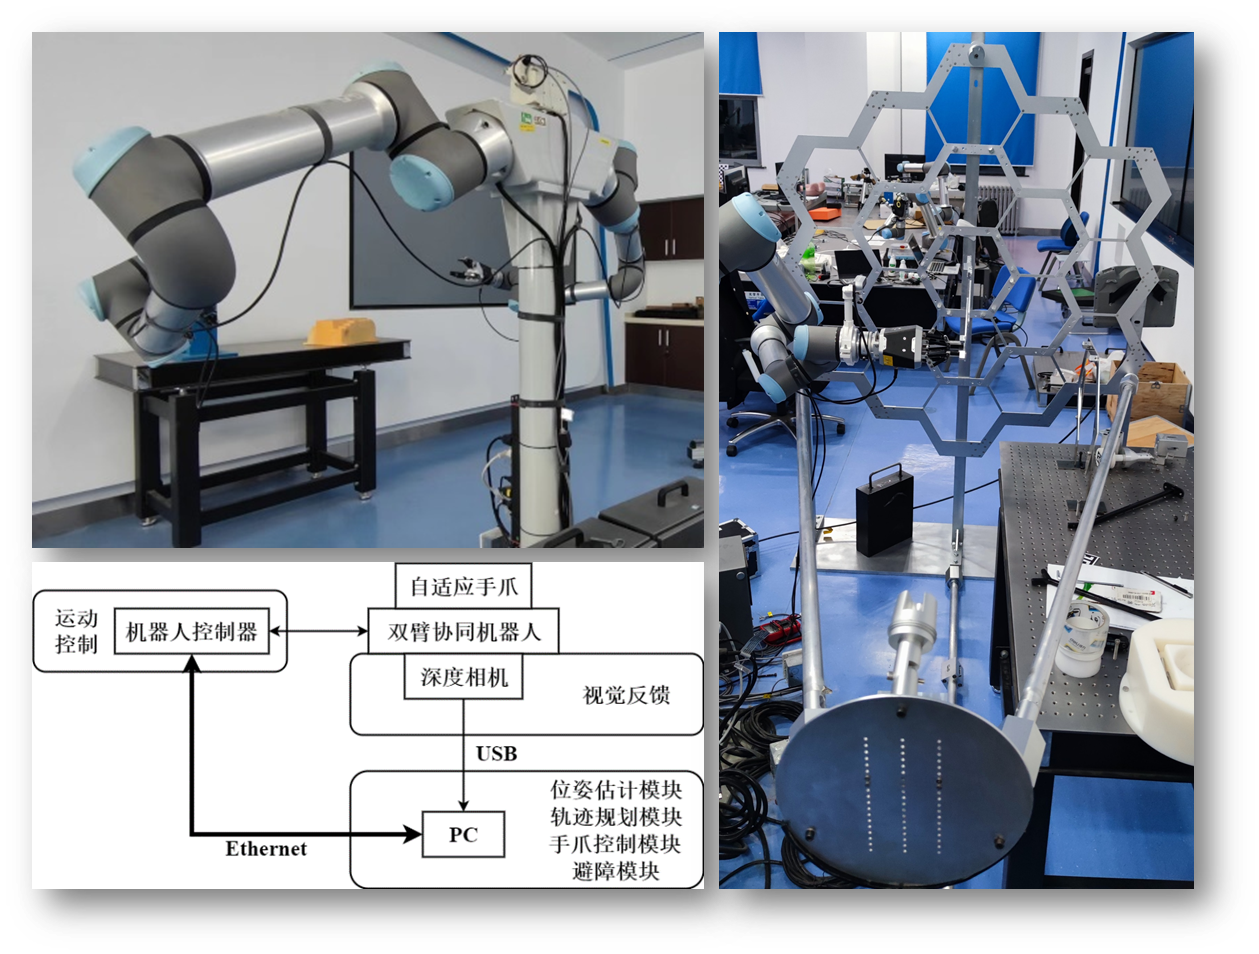 自适应手爪
运动
控制
机器人控制器
双臂协同机器人
深度相机
视觉反馈
USB
位姿估计模块
轨迹规划模块
PC
手爪控制模块
Ethernet
避障模块